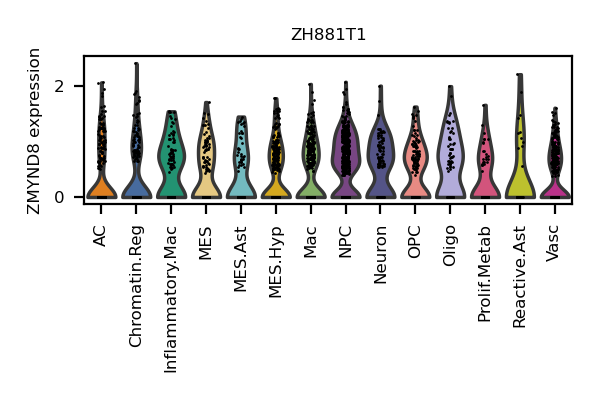 ZH881T1
ZMYND8 expression
2
0
AC
Chromatin.Reg
Inflammatory.Mac
MES
MES.Ast
MES.Hyp
Mac
NPC
Neuron
OPC
Oligo
Prolif.Metab
Reactive.Ast
Vasc